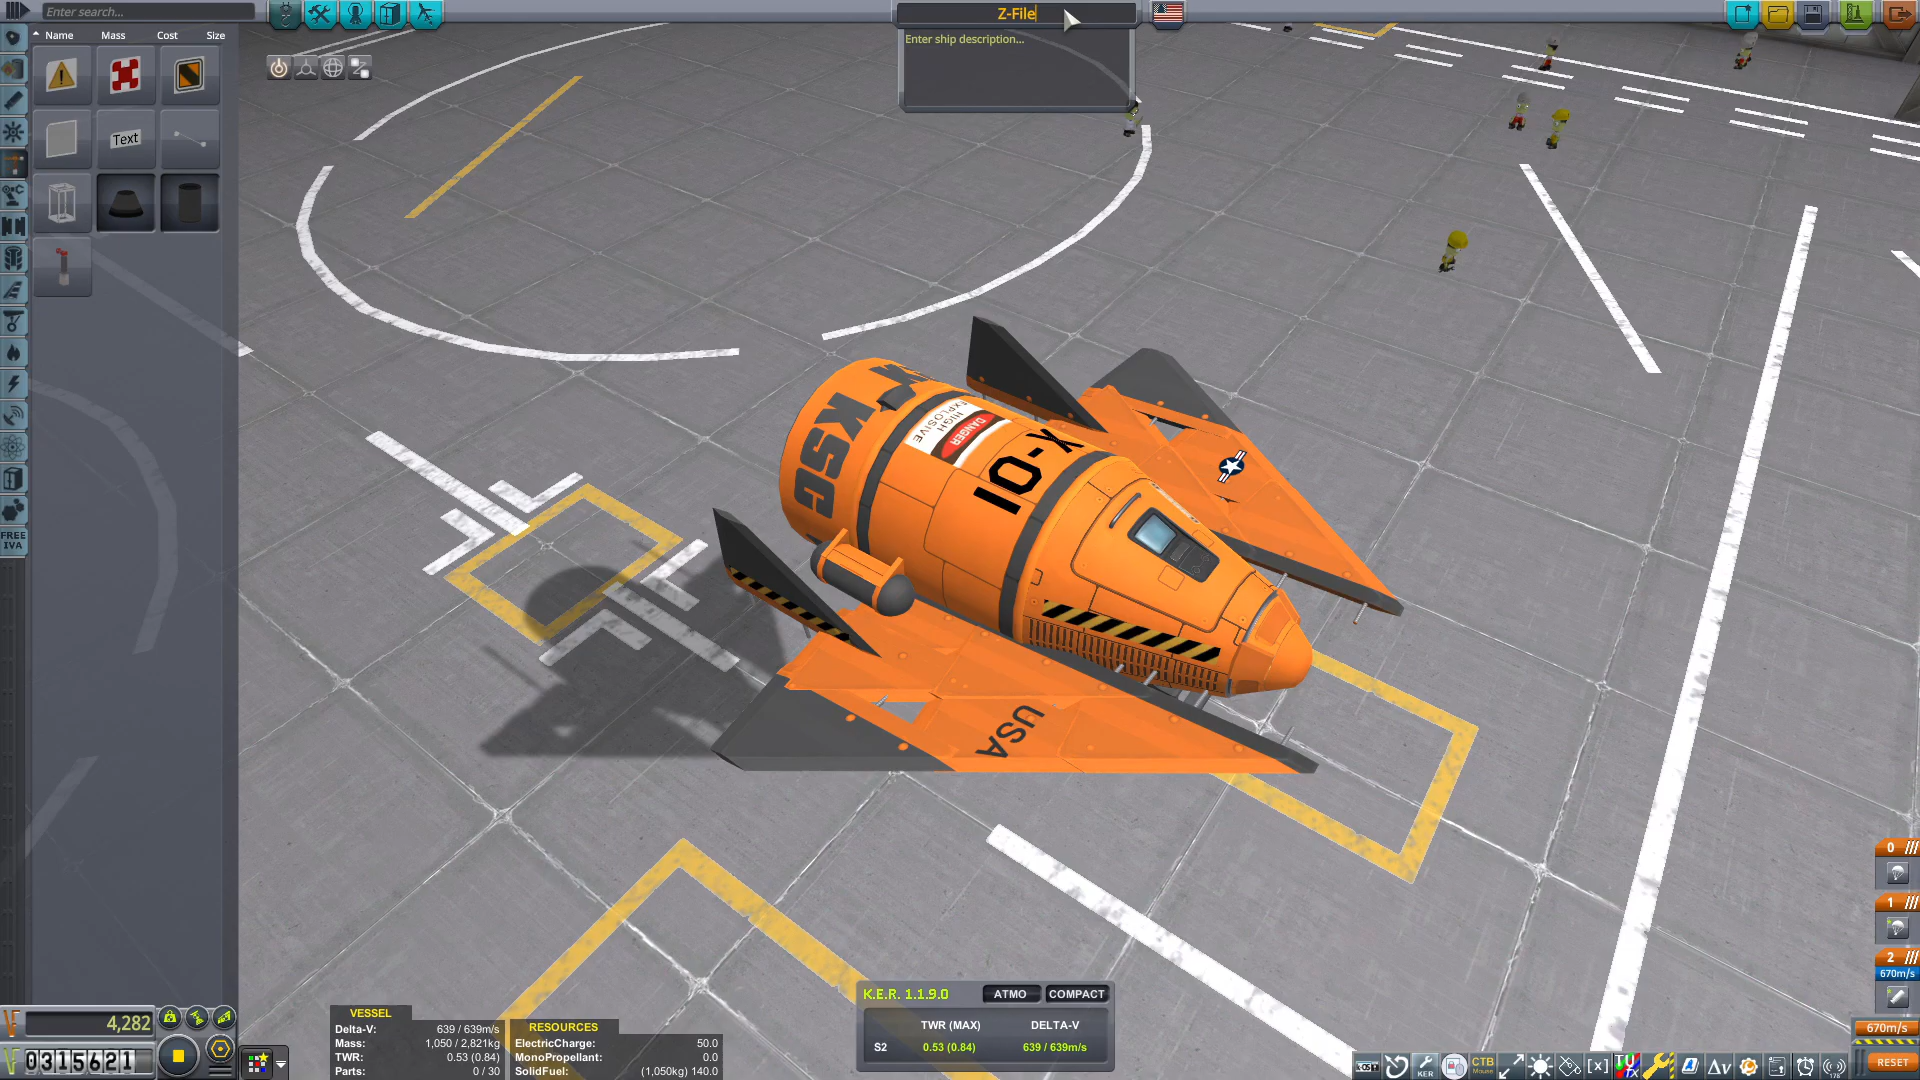 Enter search...
Z-File
Name Mass Cost Size
Enter ship description...
Text
FREE
IVA
KSC
DANGER
HIGH
EXPLOSIVE
X-01
USA
0
1
2
670m/s
670m/s
RESET
4,282
0315621
VESSEL
Delta-V: 639 / 639m/s
Mass: 1,050 / 2,821kg
TWR: 0.53 (0.84)
Parts: 0 / 30
RESOURCES
ElectricCharge: 50.0
MonoPropellant: 0.0
SolidFuel: (1,050kg) 140.0
K.E.R. 1.1.9.0 ATMO COMPACT
TWR (MAX) DELTA-V
S2 0.53 (0.84) 639 / 639m/s
KER
CTB
[x]
Δv